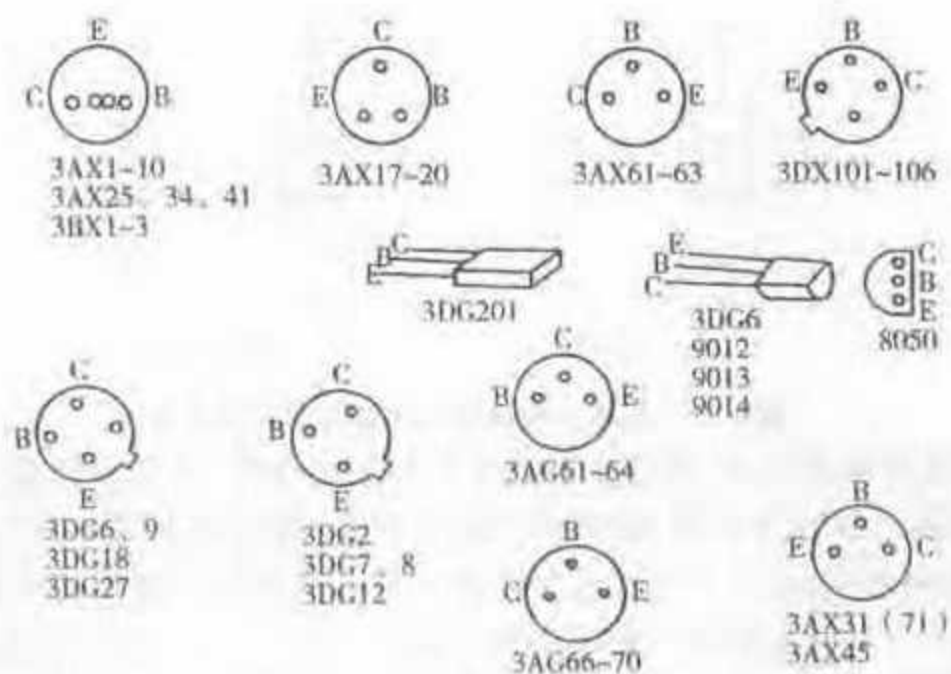 E
C
B
3AX1~10
3AX25、34、41
3BX1~3
C
E
B
3AX17~20
B
C
E
3AX61~63
B
E
C
3DX101~106
C
B
E
3DG201
E
B
C
3DG6
9012
9013
9014
C
B
E
8050
C
B
E
3DG6、9
3DG18
3DG27
C
B
E
3DG2
3DG7、8
3DG12
C
B
E
3AG61~64
B
C
E
3AG66~70
B
E
C
3AX31 ( 71 )
3AX45